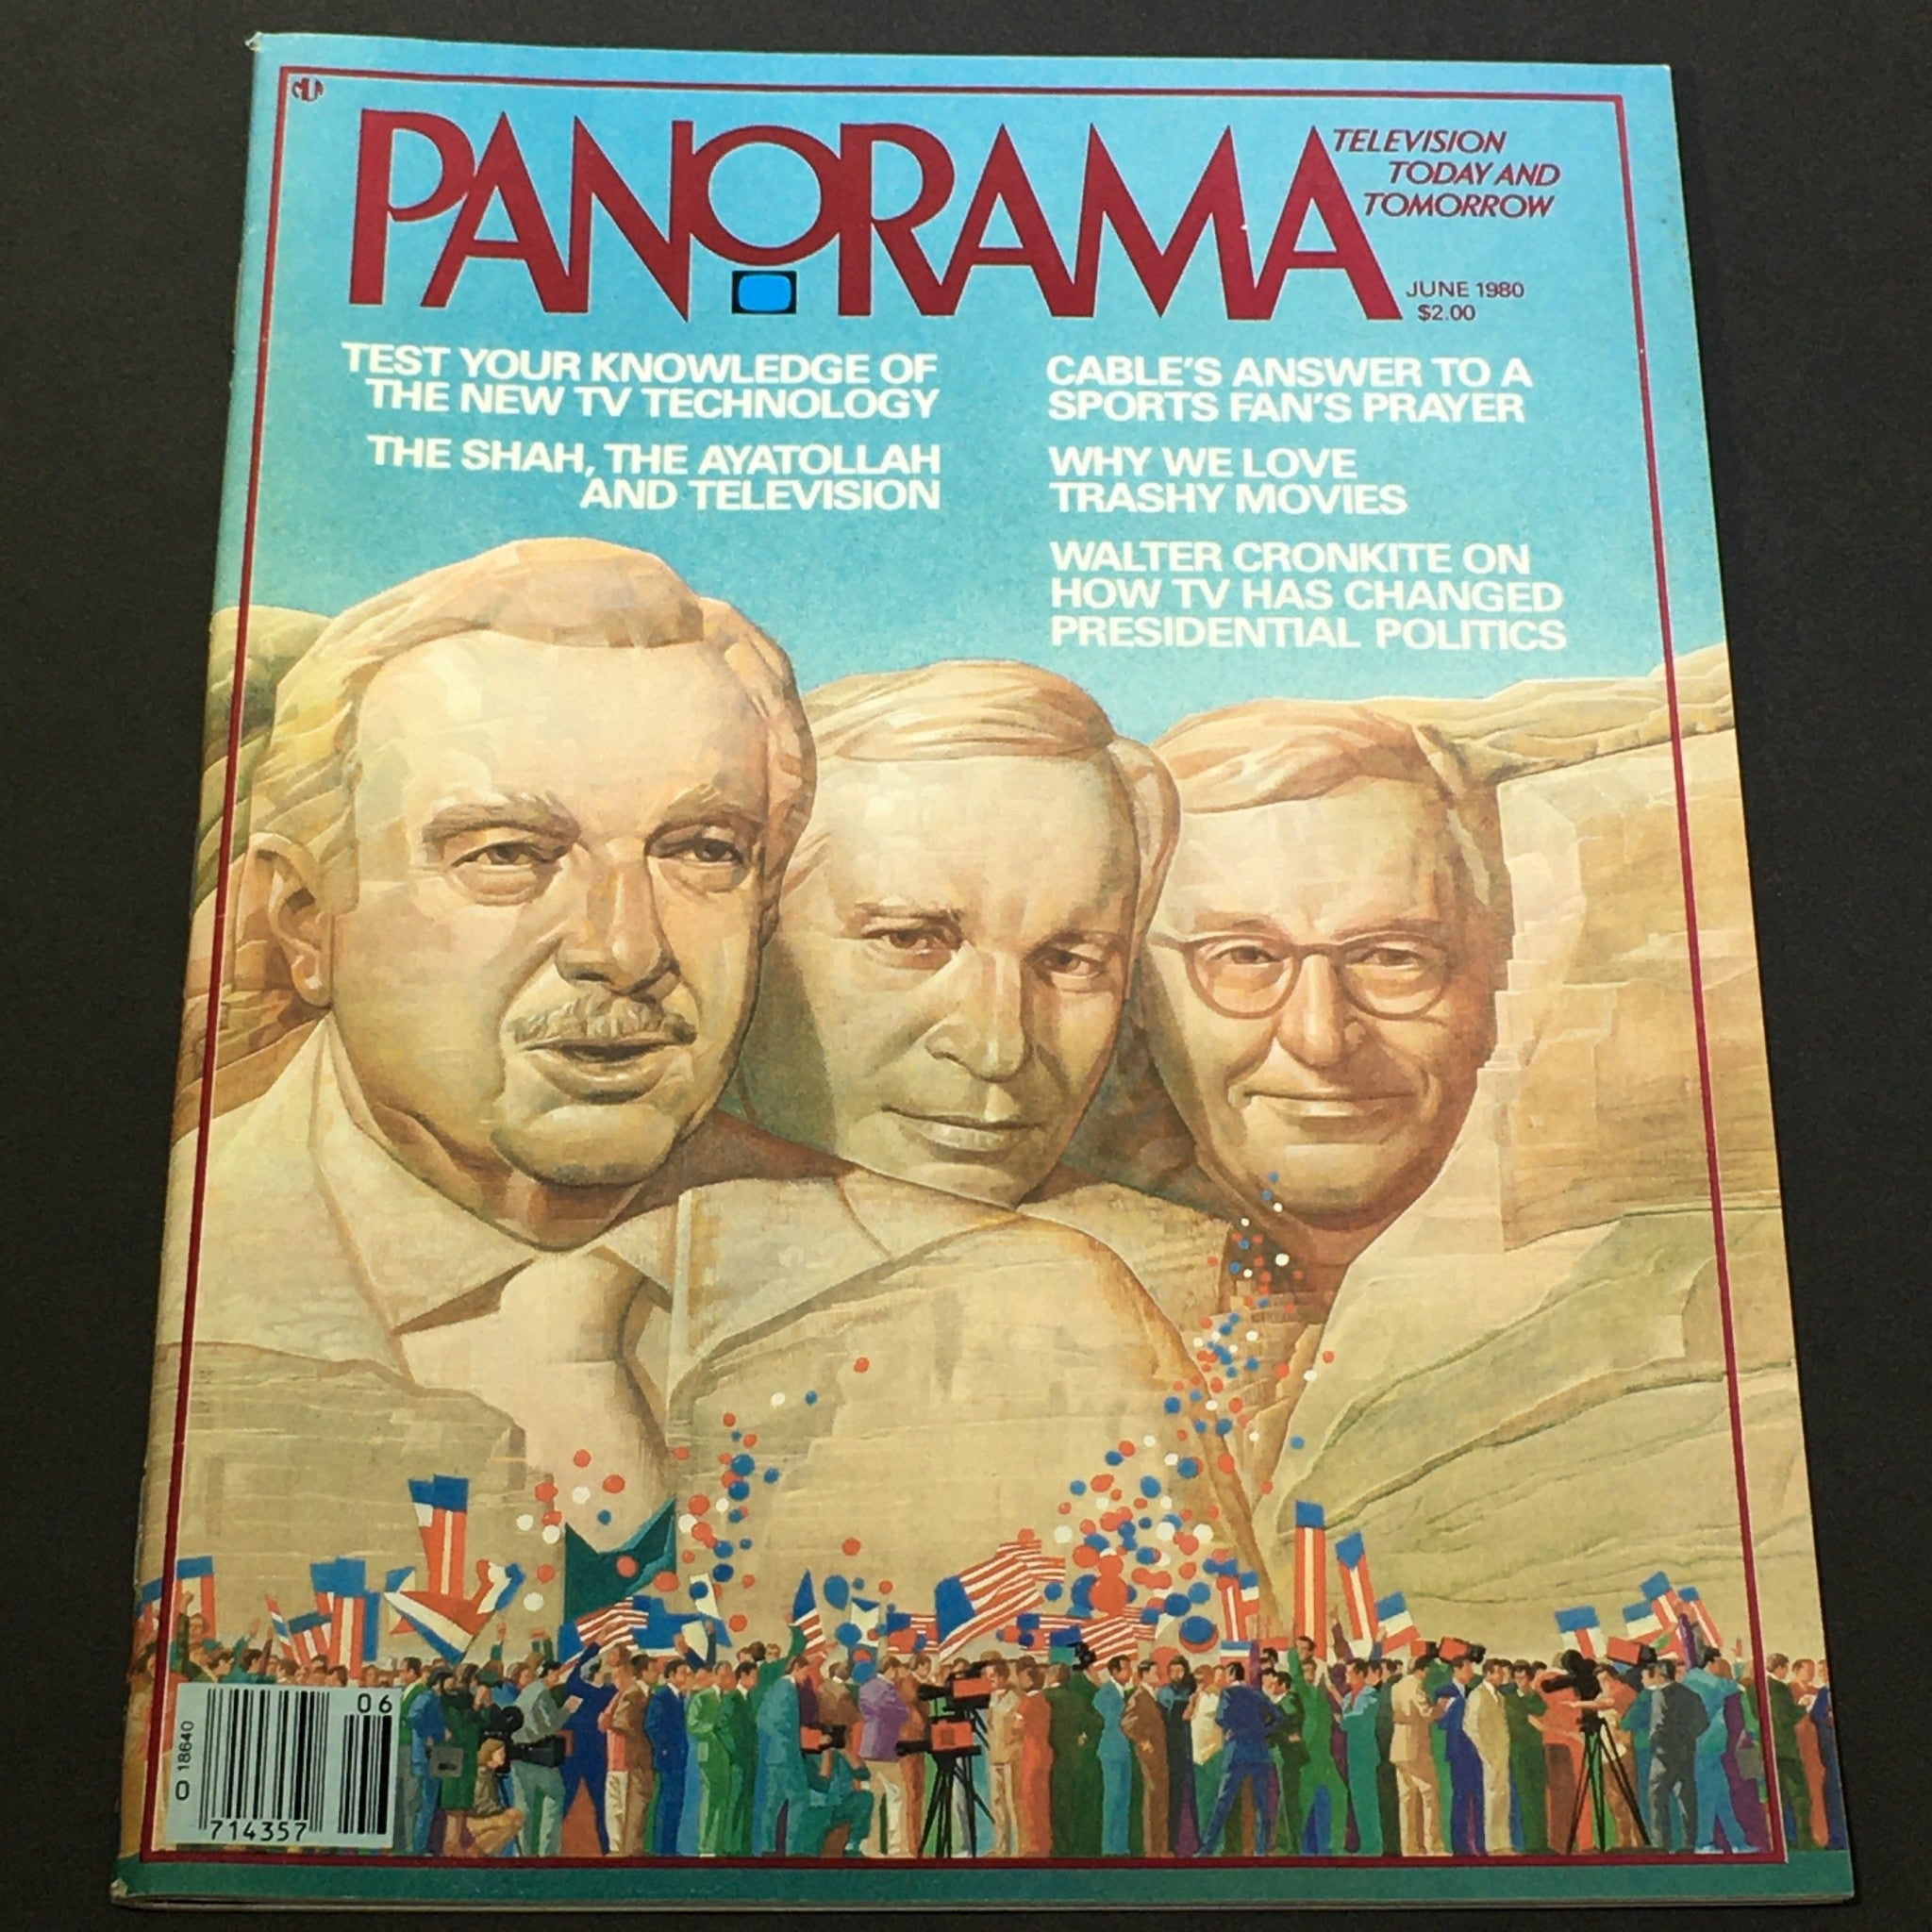 PANORAMA
TELEVISION
TODAY AND
TOMORROW
JUNE 1980
$2.00
TEST YOUR KNOWLEDGE OF
THE NEW TV TECHNOLOGY
THE SHAH, THE AYATOLLAH
AND TELEVISION
CABLE'S ANSWER TO A
SPORTS FAN'S PRAYER
WHY WE LOVE
TRASHY MOVIES
WALTER CRONKITE ON
HOW TV HAS CHANGED
PRESIDENTIAL POLITICS
06
0 18640
714357